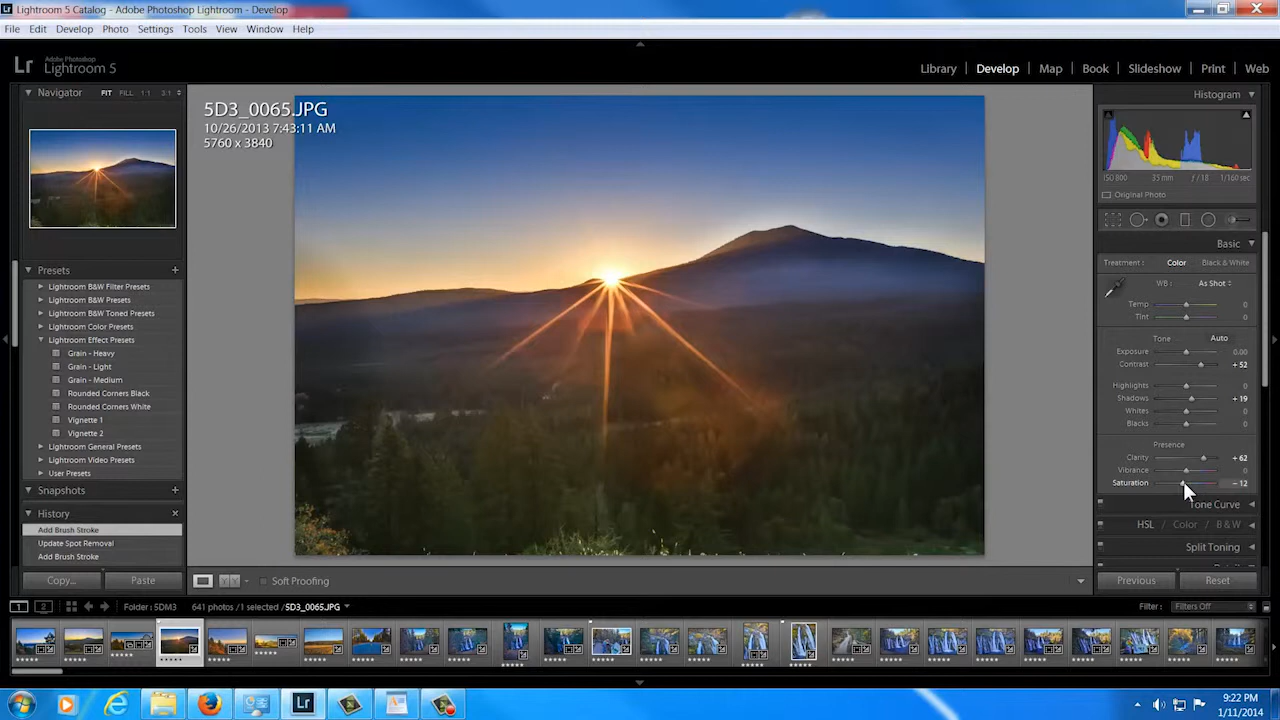 Lightroom 5 Catalog - Adobe Photoshop Lightroom - Develop
File Edit Develop Photo Settings Tools View Window Help
Lr Adobe Photoshop
Lightroom 5
Library Develop Map Book Slideshow Print Web
Navigator FIT FILL 1:1 3:1
5D3_0065.JPG
10/26/2013 7:43:11 AM
5760 x 3840
Presets +
Lightroom B&W Filter Presets
Lightroom B&W Presets
Lightroom B&W Toned Presets
Lightroom Color Presets
Lightroom Effect Presets
Grain - Heavy
Grain - Light
Grain - Medium
Rounded Corners Black
Rounded Corners White
Vignette 1
Vignette 2
Lightroom General Presets
Lightroom Video Presets
User Presets
Snapshots +
History ×
Add Brush Stroke
Update Spot Removal
Add Brush Stroke
Copy... Paste
Histogram
ISO 800 35 mm ƒ / 18 1/160 sec
Original Photo
Basic
Treatment : Color Black & White
WB : As Shot
Temp 0
Tint 0
Tone Auto
Exposure 0.00
Contrast + 52
Highlights 0
Shadows + 19
Whites 0
Blacks 0
Presence
Clarity + 62
Vibrance 0
Saturation - 12
Tone Curve
HSL / Color / B & W
Split Toning
Previous Reset
Soft Proofing
1 2 Folder : 5DM3 641 photos / 1 selected / 5D3_0065.JPG Filter : Filters Off
Lr
9:22 PM
1/11/2014